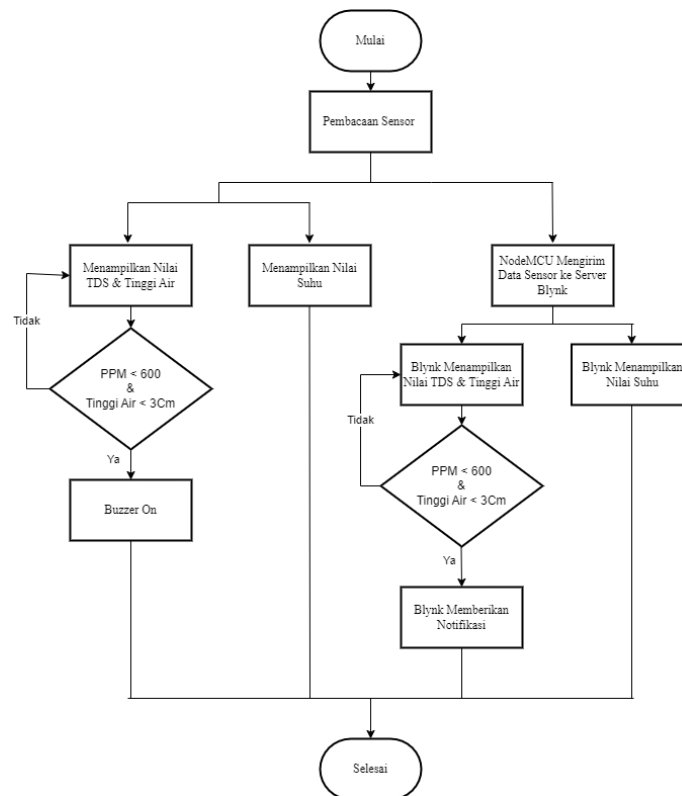 Mulai
Pembacaan Sensor
Menampilkan Nilai
TDS & Tinggi Air
Menampilkan Nilai
Suhu
NodeMCU Mengirim
Data Sensor ke Server
Blynk
Tidak
PPM < 600
&
Tinggi Air < 3Cm
Ya
Buzzer On
Blynk Menampilkan
Nilai TDS & Tinggi Air
Blynk Menampilkan
Nilai Suhu
Tidak
PPM < 600
&
Tinggi Air < 3Cm
Ya
Blynk Memberikan
Notifikasi
Selesai